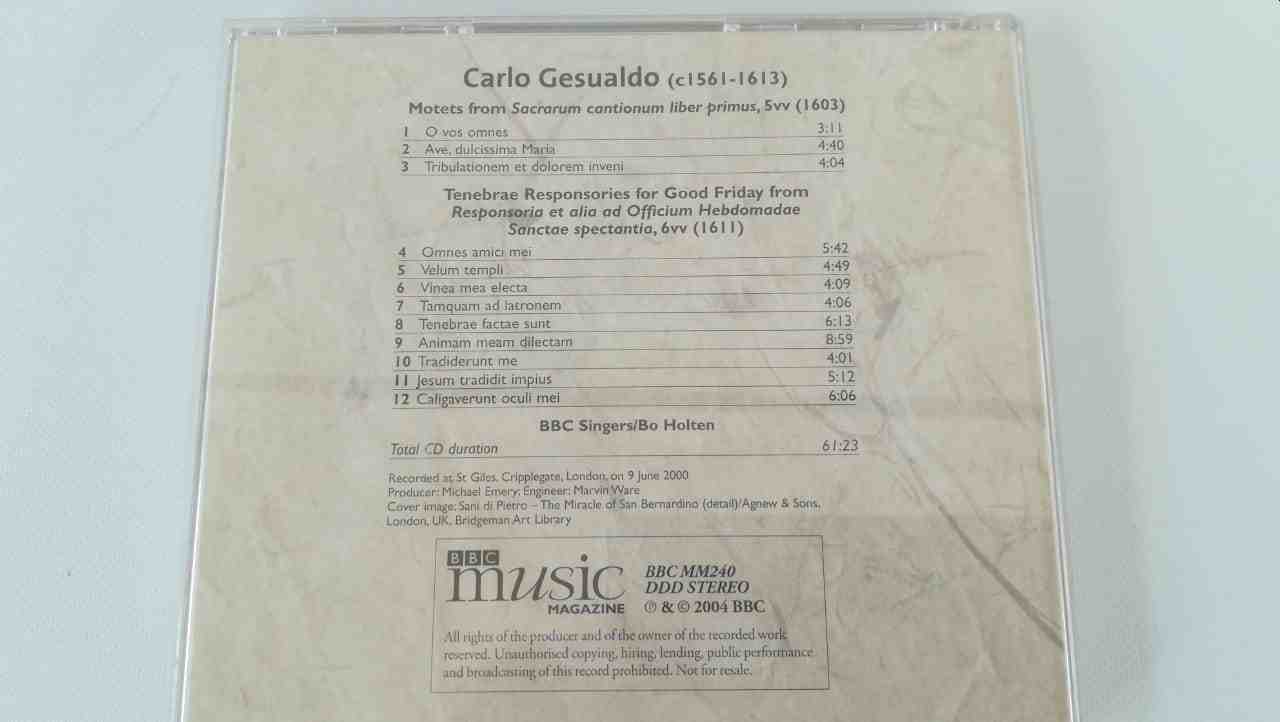 Carlo Gesualdo (c1561-1613)
Motets from Sacrarum cantionum liber primus, 5vv (1603)
1 O vos omnes 3:11
2 Ave, dulcissima Maria 4:40
3 Tribulationem et dolorem inveni 4:04
Tenebrae Responsories for Good Friday from
Responsoria et alia ad Officium Hebdomadae
Sanctae spectantia, 6vv (1611)
4 Omnes amici mei 5:42
5 Velum templi 4:49
6 Vinea mea electa 4:09
7 Tamquam ad latronem 4:06
8 Tenebrae factae sunt 6:13
9 Animam meam dilectam 8:59
10 Tradiderunt me 4:01
11 Jesum tradidit impius 5:12
12 Caligaverunt oculi mei 6:06
BBC Singers/Bo Holten
Total CD duration 61:23
Recorded at St Giles, Cripplegate, London, on 9 June 2000
Producer: Michael Emery; Engineer: Marvin Ware
Cover image: Sani di Pietro – The Miracle of San Bernardino (detail)/Agnew & Sons,
London, UK, Bridgeman Art Library
BBC
music
MAGAZINE
BBC MM240
DDD STEREO
℗ & © 2004 BBC
All rights of the producer and of the owner of the recorded work
reserved. Unauthorised copying, hiring, lending, public performance
and broadcasting of this record prohibited. Not for resale.